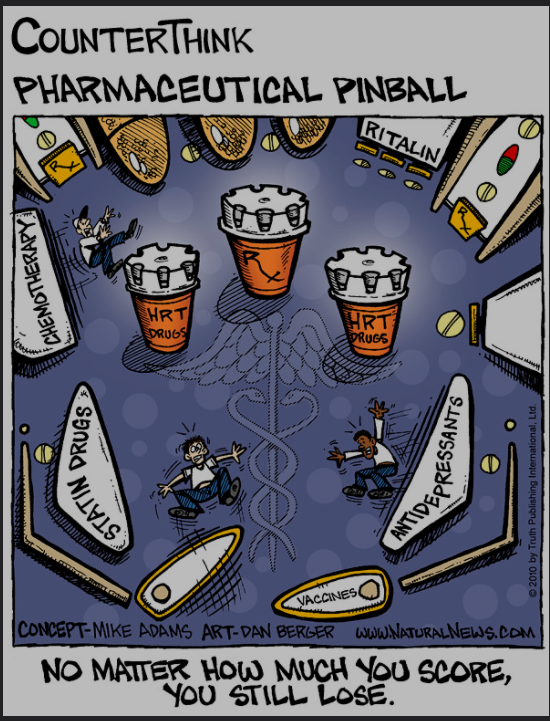 COUNTERTHINK
PHARMACEUTICAL PINBALL
RITALIN
Rx
Rx
CHEMOTHERAPY
Rx
HRT
DRUGS
HRT
DRUGS
STATIN DRUGS
ANTIDEPRESSANTS
VACCINES
© 2010 by Truth Publishing International, Ltd.
CONCEPT-MIKE ADAMS ART-DAN BERGER WWW.NATURALNEWS.COM
NO MATTER HOW MUCH YOU SCORE,
YOU STILL LOSE.